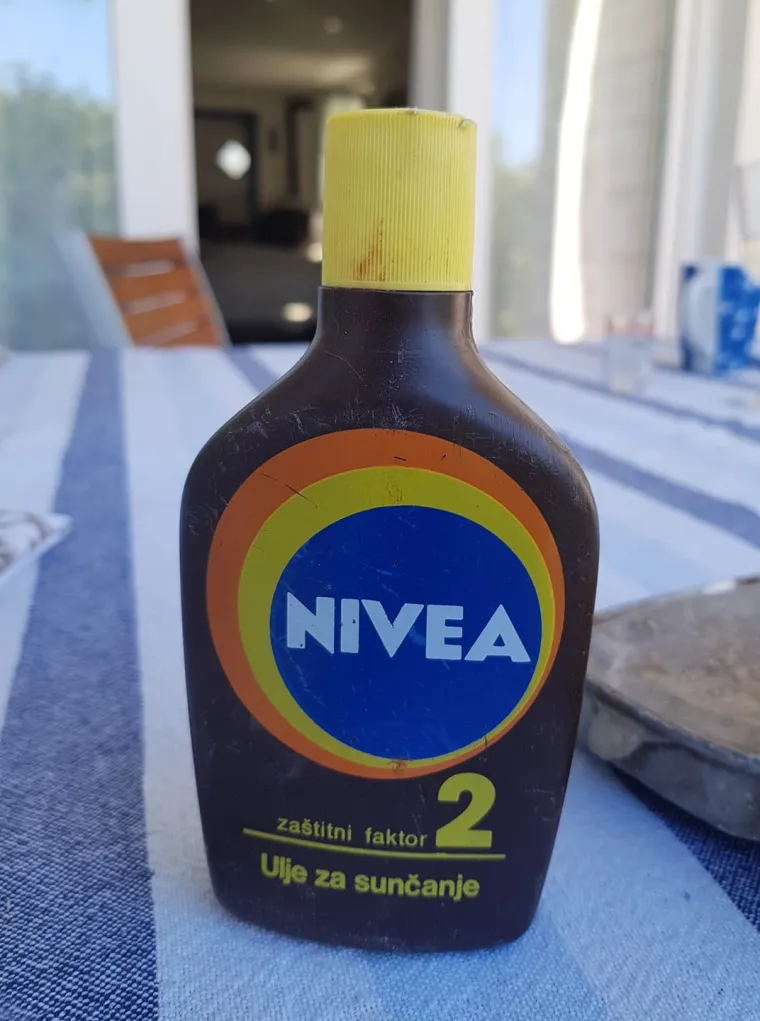 NIVEA
zaštitni faktor 2
Ulje za sunčanje